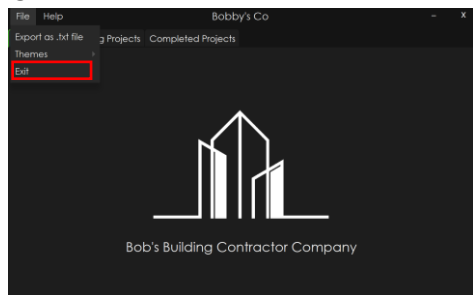 File Help Bobby's Co - x
Export as .txt file g Projects Completed Projects
Themes
Exit
Bob's Building Contractor Company